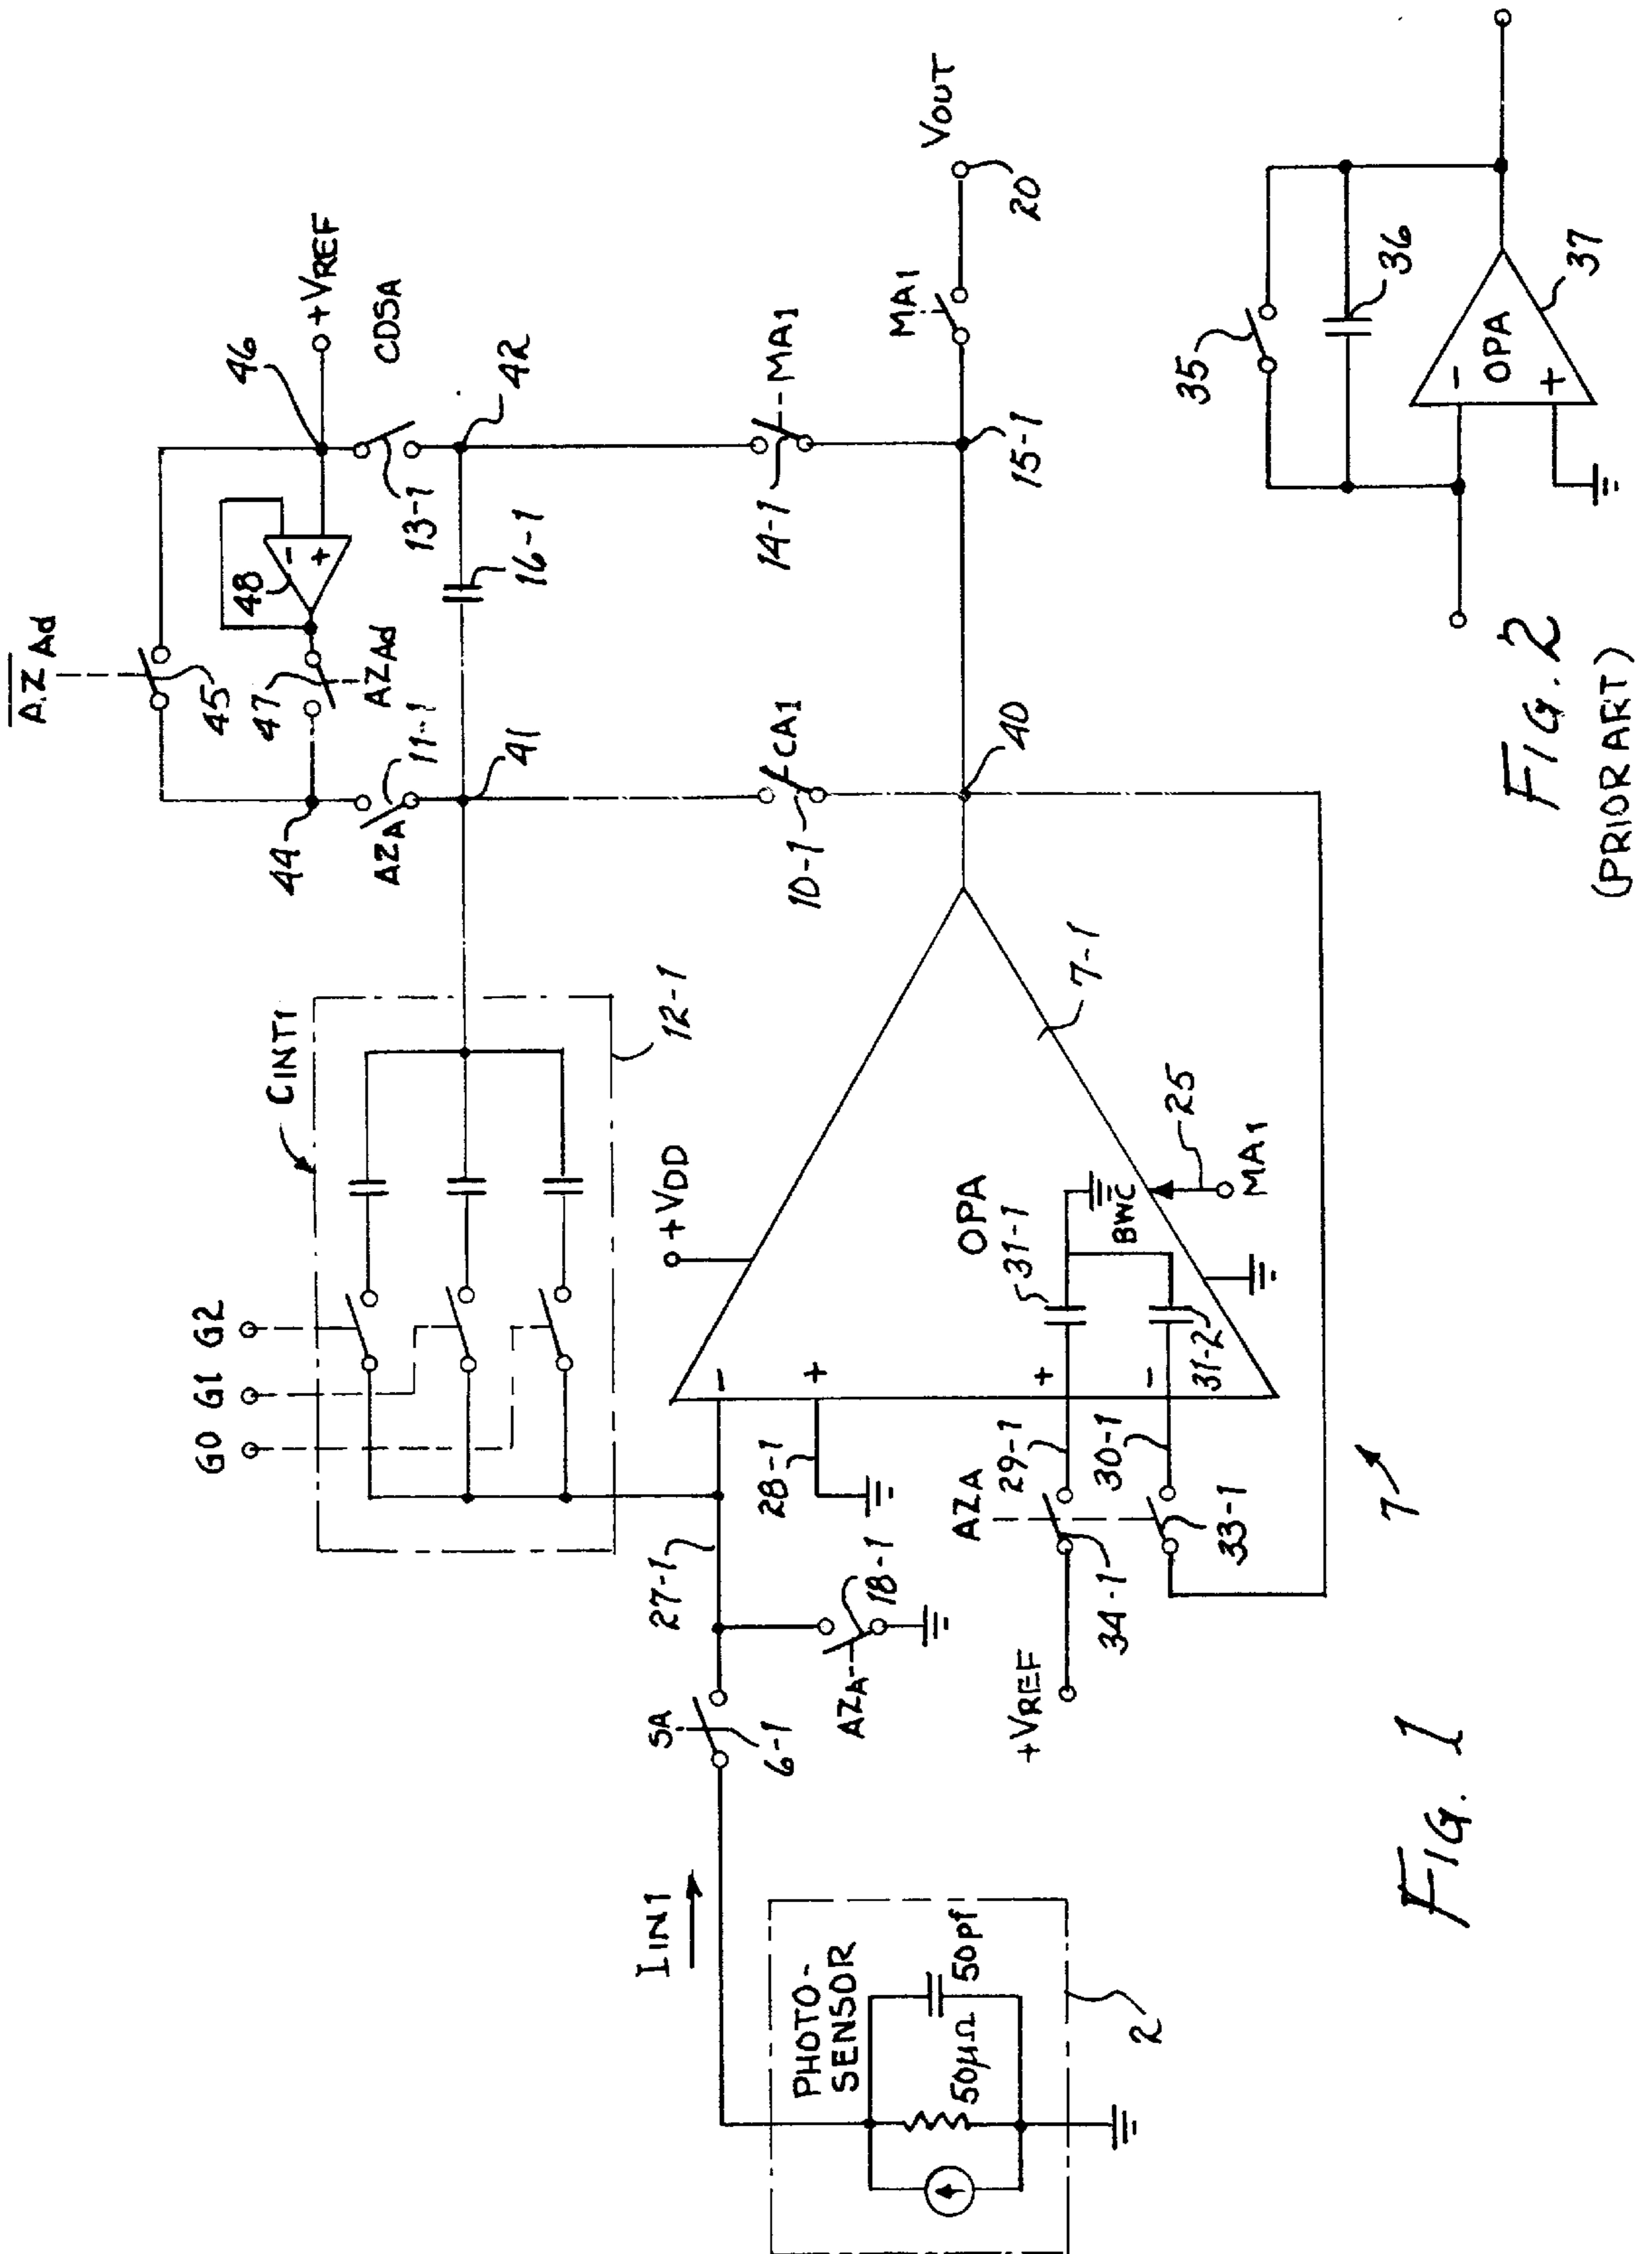 A̅Z̅ Ad
45
47
48
AZAd
44
AZA
11-1
41
46
+VREF
CDSA
13-1
42
16-1
14-1
MA1
10-1
CA1
40
15-1
MA1
VOUT
20
G0 G1 G2
CINT1
12-1
+VDD
27-1
-
+
28-1
SA
6-1
18-1
AZA
IIN1
PHOTO-
SENSOR
50µΩ
50pf
2
AZA
29-1
30-1
33-1
34-1
+VREF
+
-
OPA
31-1
31-2
BWC
25
MA1
7-1
7
FIG. 1
35
36
-
OPA
+
37
FIG. 2
(PRIOR ART)